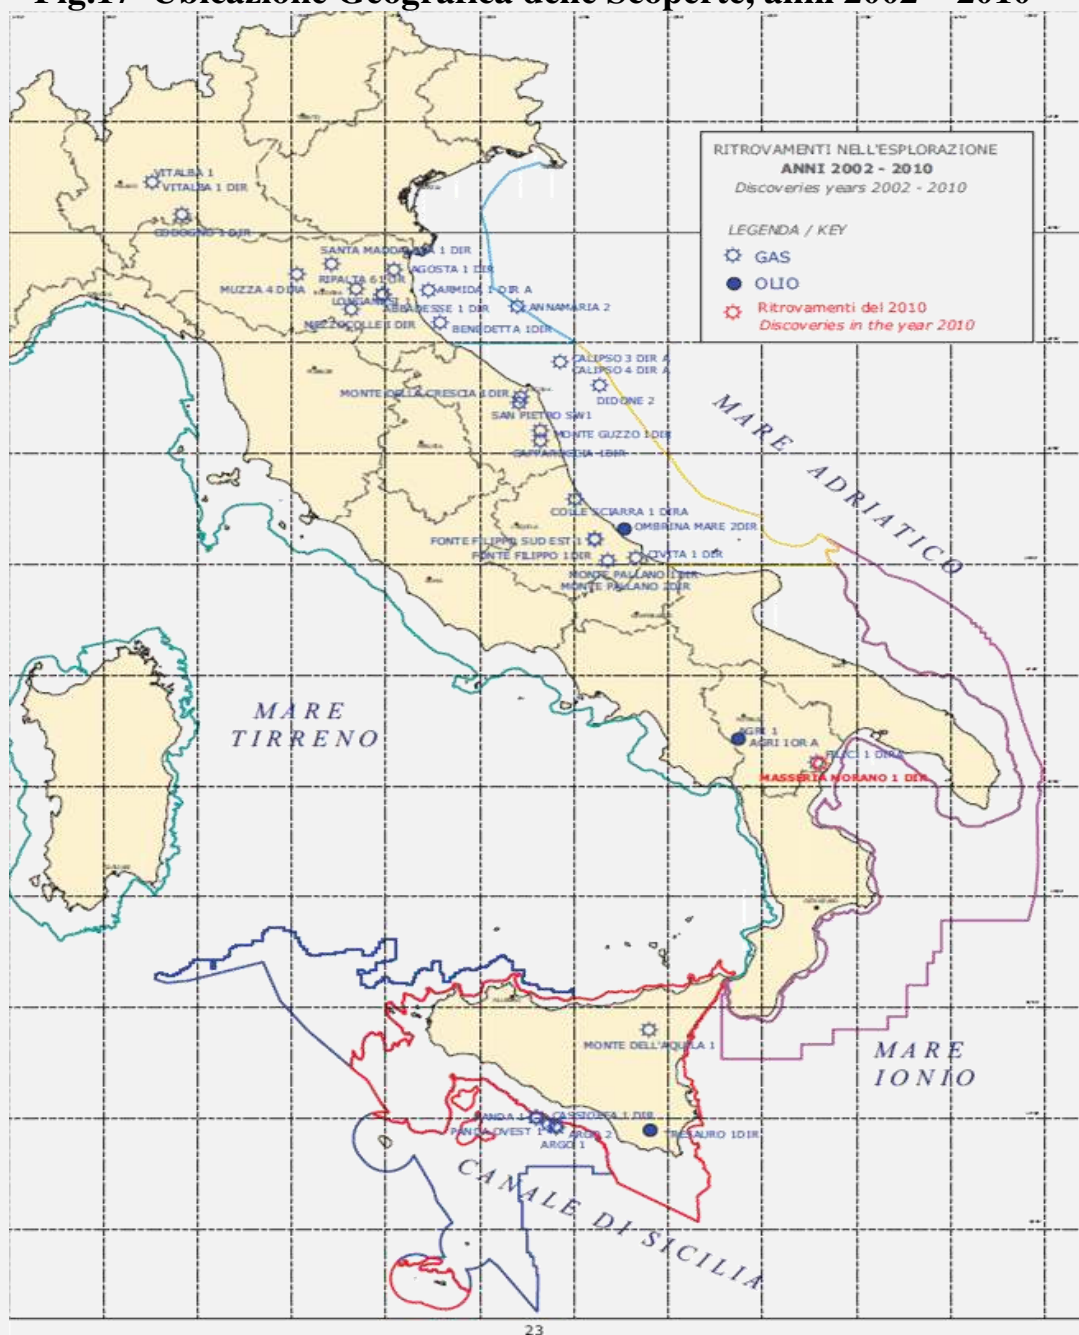 Fig.17 Ubicazione Geografica delle Scoperte, anni 2002 – 2010
RITROVAMENTI NELL'ESPLORAZIONE
ANNI 2002 - 2010
Discoveries years 2002 - 2010
LEGENDA / KEY
GAS
OLIO
Ritrovamenti del 2010
Discoveries in the year 2010
VITALBA 1
VITALBA 1 DIR
CODOGNO 1 DIR
SANTA MADDALENA 1 DIR
AGOSTA 1 DIR
RIPALTA 61 OR
MUZZA 4 DIRA
ARMIDA 1 DIR A
LONGANESI 1
ABBADESSE 1 DIR
ANNAMARIA 2
MEZZOCOLLE 1 DIR
BENEDETTA 1DIR
CALIPSO 3 DIR A
CALIPSO 4 DIR A
MONTE DELLA CRESCIA 1DIR
DIDONE 2
SAN PIETRO SW1
MONTE GUZZO 1DIR
CAPPARUCCIA 1DIR
MARE ADRIATICO
COLLE SCIARRA 1 DIRA
OMBRINA MARE 2DIR
FONTE FILIPPO SUD EST 1
FONTE FILIPPO 1DIR
CIVITA 1 DIR
MONTE PALLANO 1DIR
MONTE PALLANO 2DIR
MARE
TIRRENO
AGRI 1
AGRI 1OR A
FILICI 1 DIRA
MASSERIA MORANO 1 DIR
MONTE DELL'AQUILA 1
MARE
IONIO
PANDA 1
CASSIOPEA 1 DIR
PANDA OVEST 1
ARGO 2
TRESAURO 1DIR
ARGO 1
CANALE DI SICILIA
23